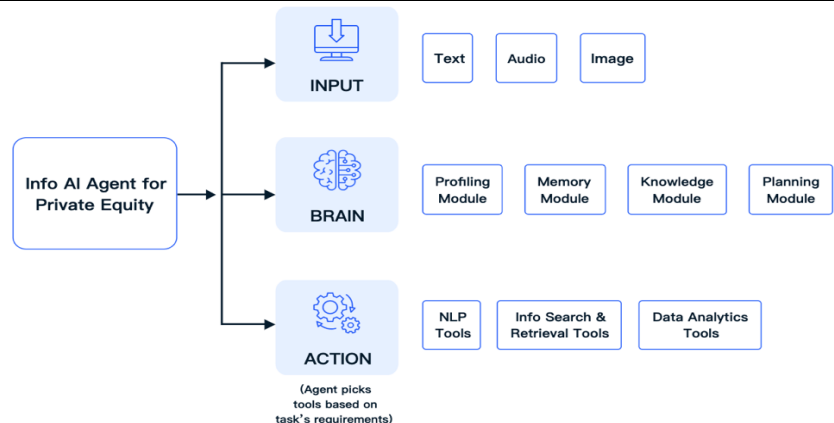 INPUT
Text
Audio
Image
Info AI Agent for
Private Equity
BRAIN
Profiling
Module
Memory
Module
Knowledge
Module
Planning
Module
ACTION
(Agent picks
tools based on
task's requirements)
NLP
Tools
Info Search &
Retrieval Tools
Data Analytics
Tools